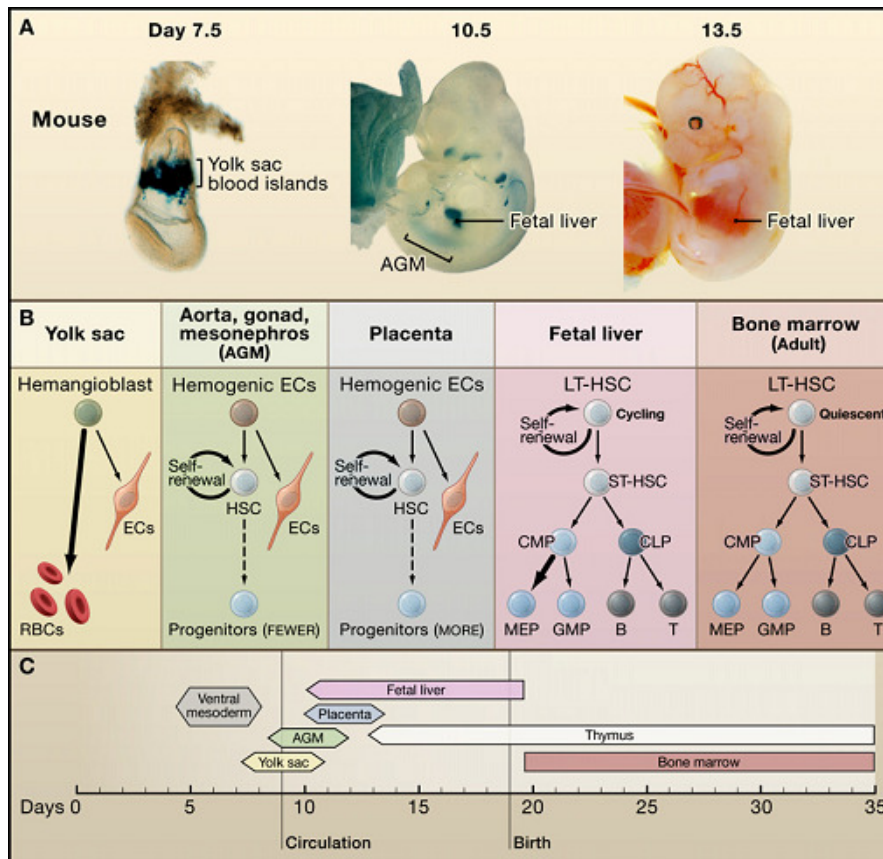 A
Day 7.5
10.5
13.5
Mouse
Yolk sac
blood islands
Fetal liver
AGM
Fetal liver
B
Yolk sac
Aorta, gonad,
mesonephros
(AGM)
Placenta
Fetal liver
Bone marrow
(Adult)
Hemangioblast
ECs
RBCs
Hemogenic ECs
Self-
renewal
HSC
ECs
Progenitors (FEWER)
Hemogenic ECs
Self-
renewal
HSC
ECs
Progenitors (MORE)
LT-HSC
Cycling
Self-
renewal
ST-HSC
CMP
CLP
MEP
GMP
B
T
LT-HSC
Quiescent
Self-
renewal
ST-HSC
CMP
CLP
MEP
GMP
B
T
C
Ventral
mesoderm
Fetal liver
Placenta
AGM
Thymus
Yolk sac
Bone marrow
Days 0 5 10 15 20 25 30 35
Circulation
Birth